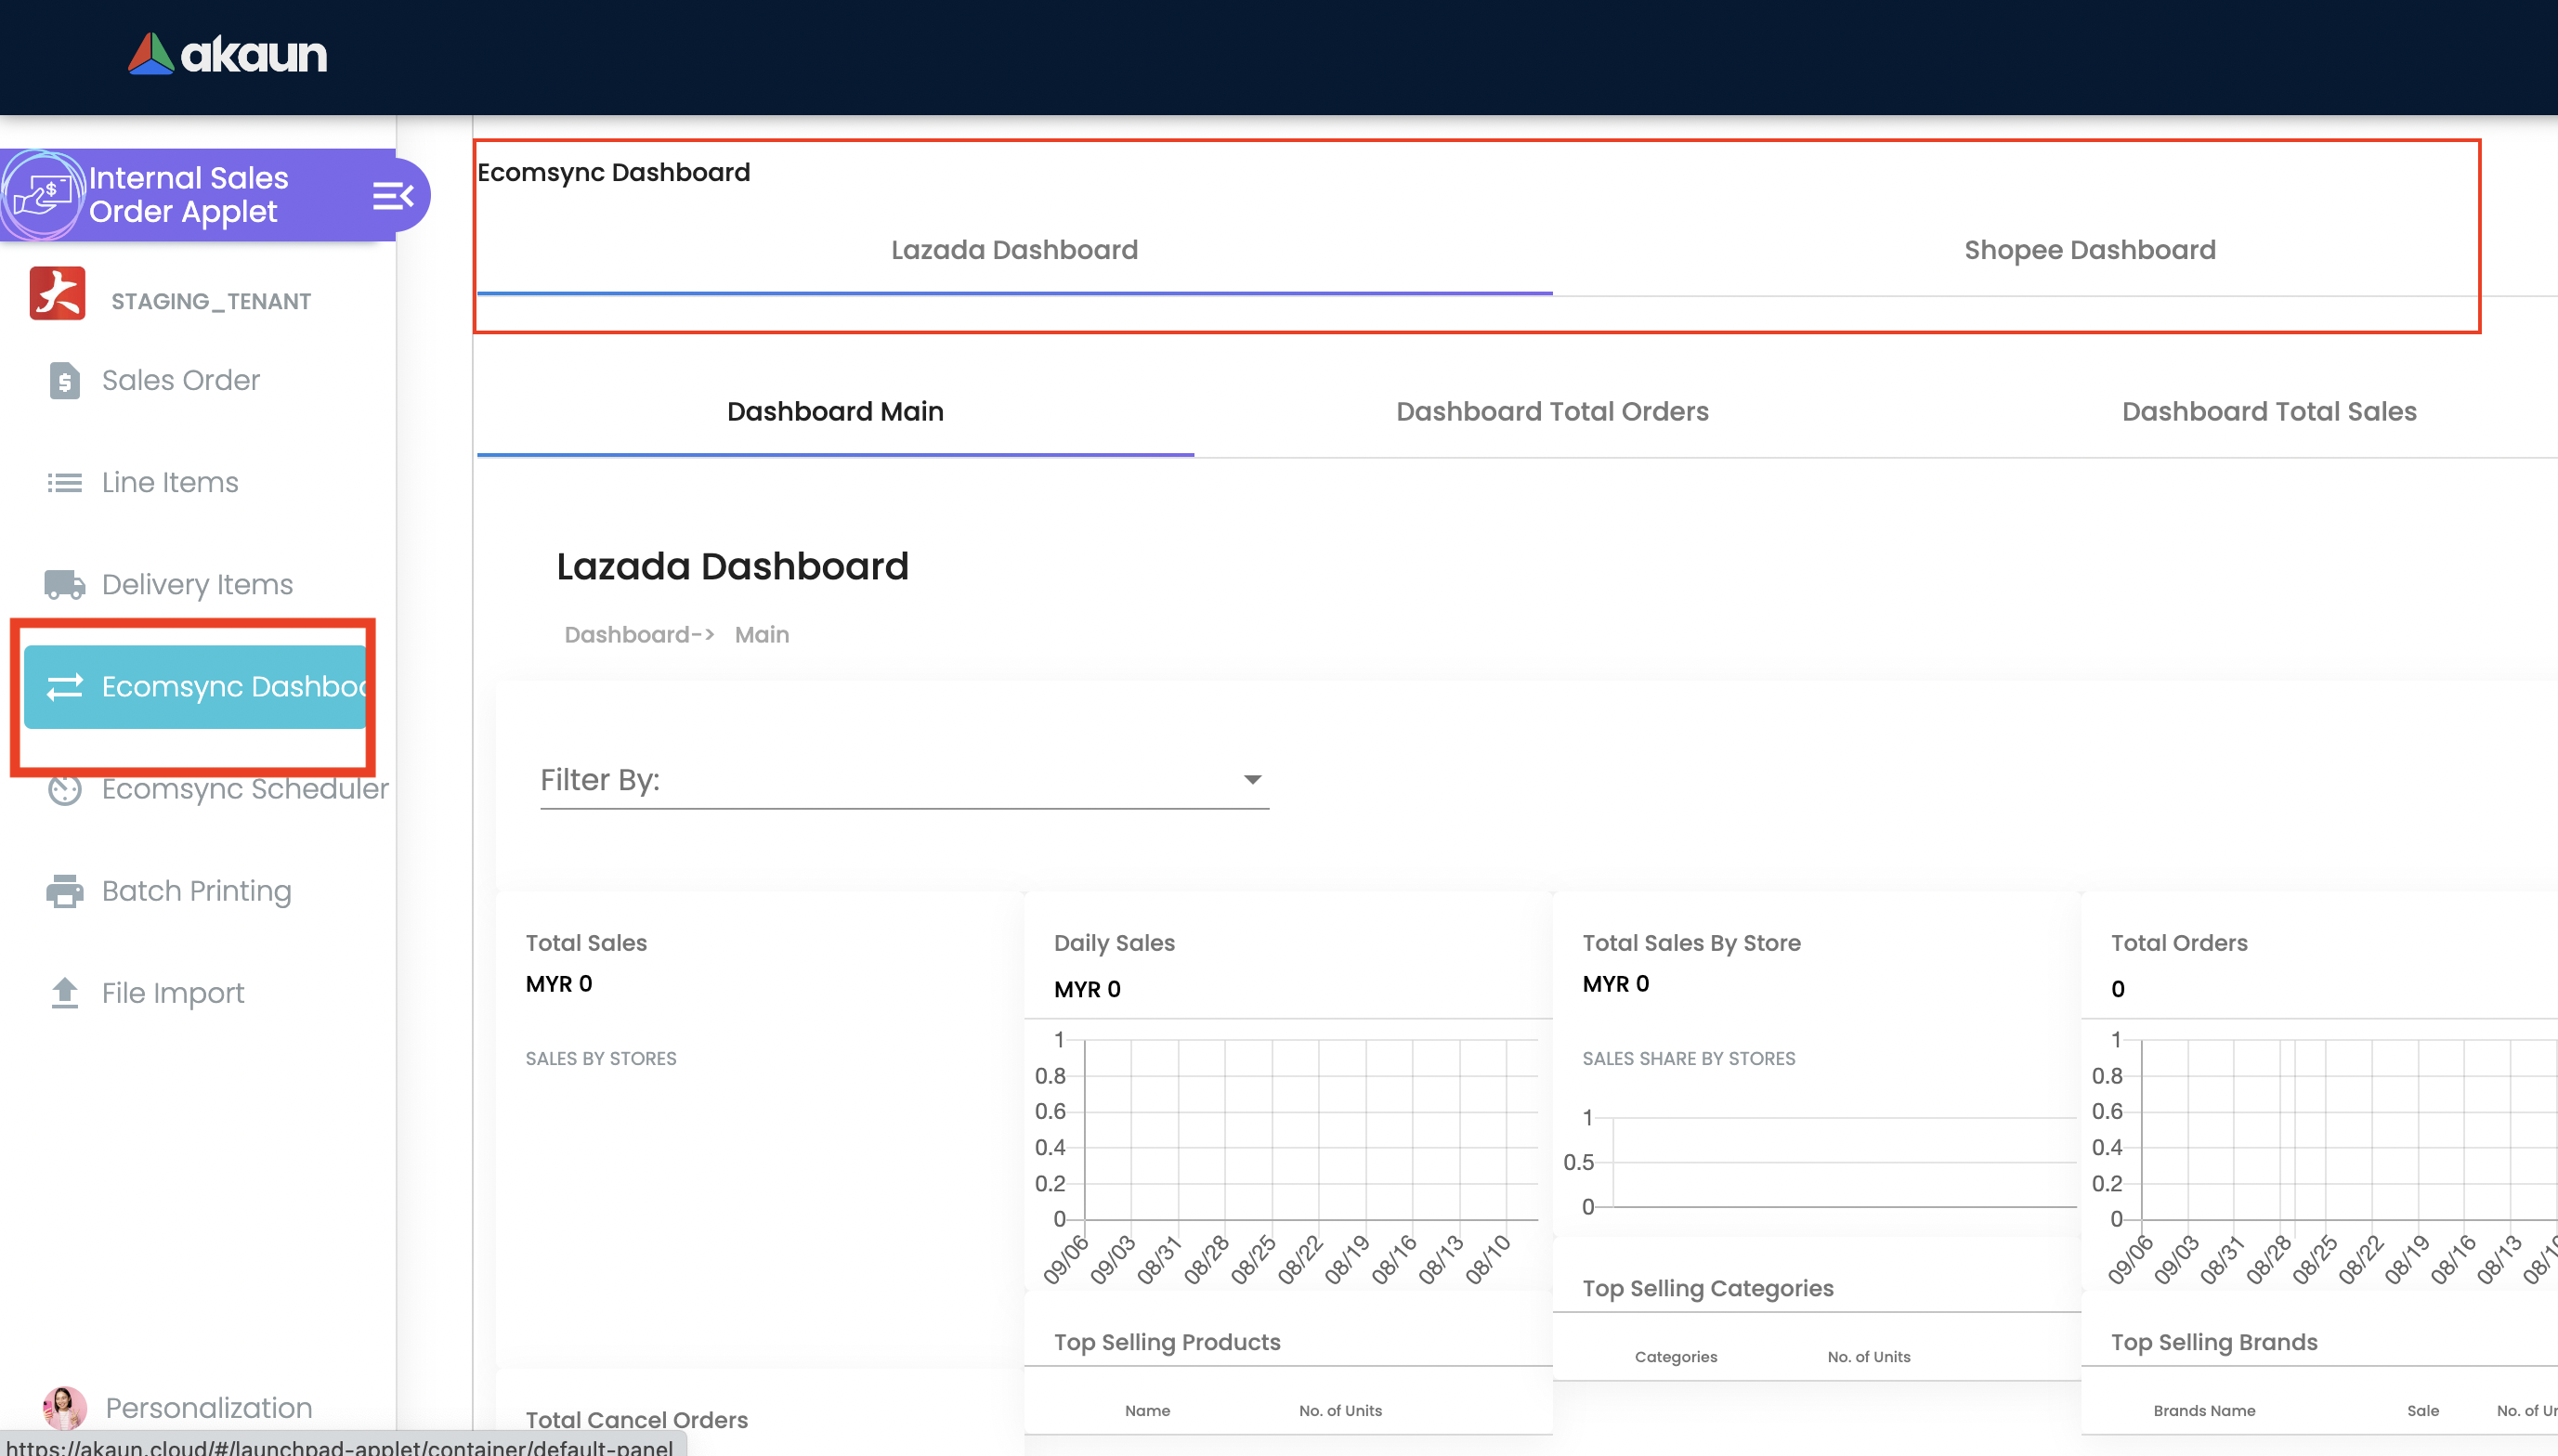 akaun
Internal Sales
Order Applet
STAGING_TENANT
Sales Order
Line Items
Delivery Items
Ecomsync Dashboa
Ecomsync Scheduler
Batch Printing
File Import
Personalization
https://akaun.cloud/#/launchpad-applet/container/default-panel
Ecomsync Dashboard
Lazada Dashboard
Shopee Dashboard
Dashboard Main
Dashboard Total Orders
Dashboard Total Sales
Lazada Dashboard
Dashboard-> Main
Filter By:
Total Sales
MYR 0
SALES BY STORES
Total Cancel Orders
Daily Sales
MYR 0
1
0.8
0.6
0.4
0.2
0
09/06 09/03 08/31 08/28 08/25 08/22 08/19 08/16 08/13 08/10
Top Selling Products
Name No. of Units
Total Sales By Store
MYR 0
SALES SHARE BY STORES
1
0.5
0
Top Selling Categories
Categories No. of Units
Total Orders
0
1
0.8
0.6
0.4
0.2
0
09/06 09/03 08/31 08/28 08/25 08/22 08/19 08/16 08/13
Top Selling Brands
Brands Name Sale No. of Un